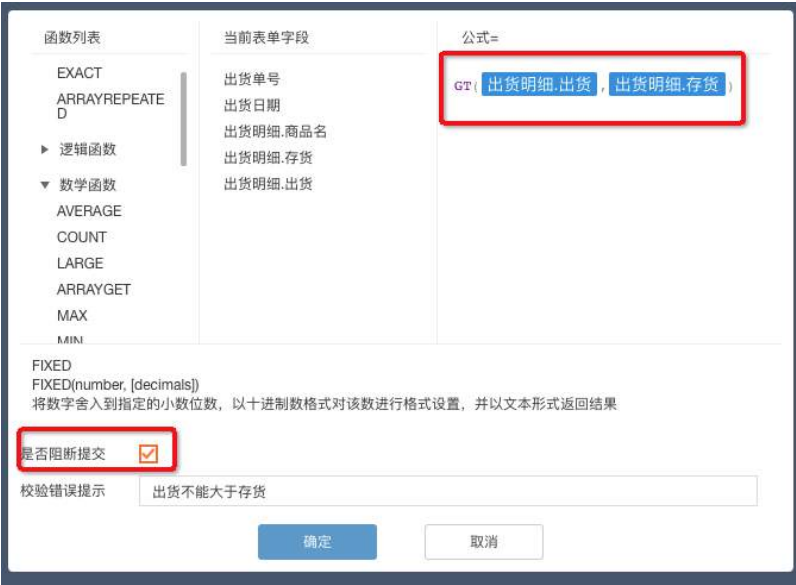 函数列表
EXACT
ARRAYREPEATE
D
▶ 逻辑函数
▼ 数学函数
AVERAGE
COUNT
LARGE
ARRAYGET
MAX
MIN
当前表单字段
出货单号
出货日期
出货明细.商品名
出货明细.存货
出货明细.出货
公式=
GT( 出货明细.出货 , 出货明细.存货 )
FIXED
FIXED(number, [decimals])
将数字舍入到指定的小数位数，以十进制数格式对该数进行格式设置，并以文本形式返回结果
是否阻断提交
校验错误提示 出货不能大于存货
确定 取消